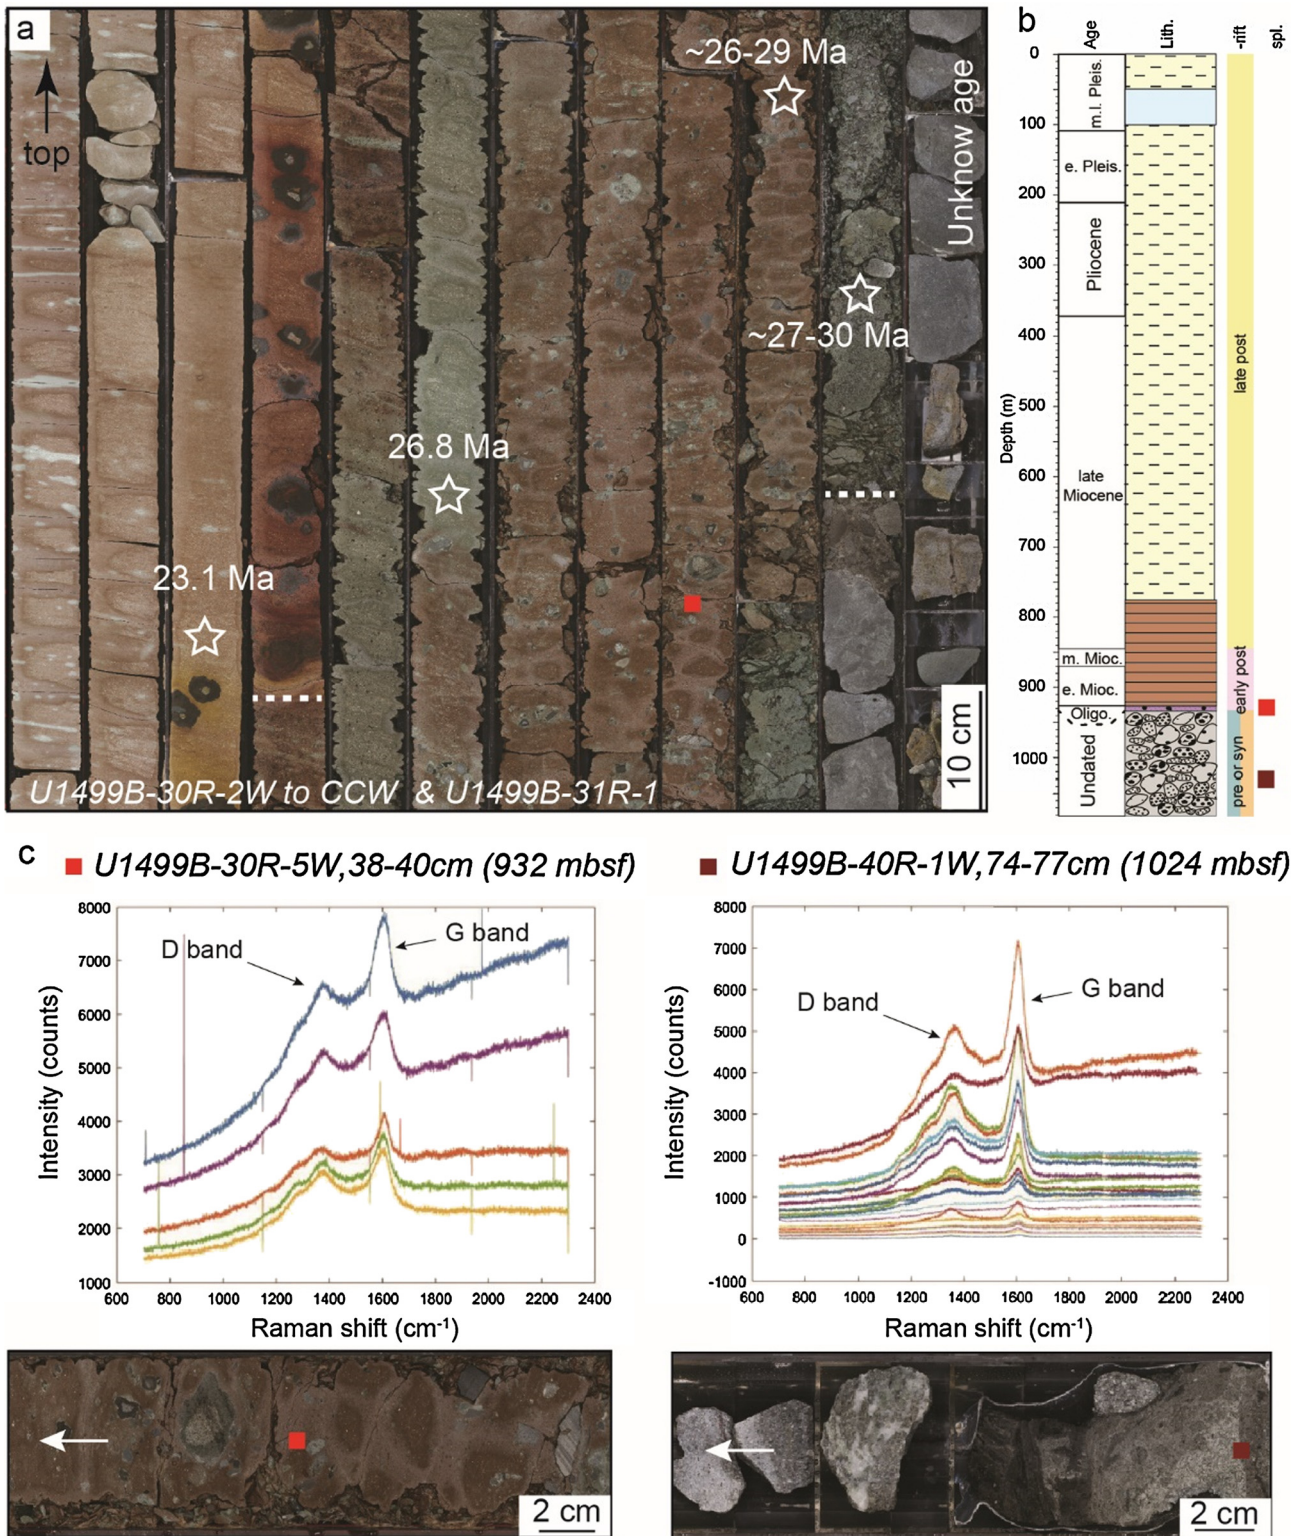 a
top
~26-29 Ma
Unknow age
~27-30 Ma
26.8 Ma
23.1 Ma
10 cm
U1499B-30R-2W to CCW & U1499B-31R-1
b
Age
Lith.
-rift
spl.
Depth (m)
0
100
200
300
400
500
600
700
800
900
1000
m.l. Pleis.
e. Pleis.
Pliocene
late
Miocene
m. Mioc.
e. Mioc.
Oligo.
Undated
late post
early post
pre or syn
c
U1499B-30R-5W,38-40cm (932 mbsf)
8000
7000
6000
5000
4000
3000
2000
1000
Intensity (counts)
D band
G band
600 800 1000 1200 1400 1600 1800 2000 2200 2400
Raman shift (cm⁻¹)
2 cm
U1499B-40R-1W,74-77cm (1024 mbsf)
8000
7000
6000
5000
4000
3000
2000
1000
0
-1000
Intensity (counts)
D band
G band
600 800 1000 1200 1400 1600 1800 2000 2200 2400
Raman shift (cm⁻¹)
2 cm